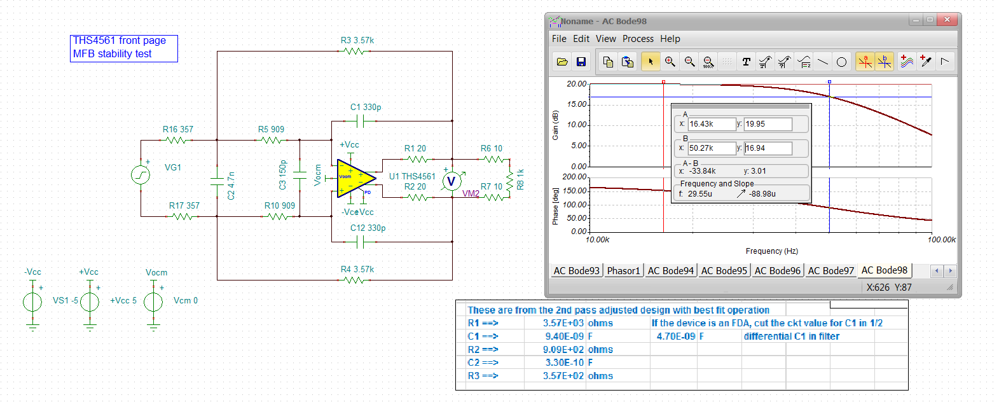 THS4561 front page
MFB stability test
R3 3.57k
C1 330p
R16 357
R5 909
+Vcc
R1 20
R6 10
VG1
C2 4.7n
C3 150p
Vocm
Vocm
U1 THS4561
V
R8 1k
PD
R2 20
R7 10
VM2
R17 357
R10 909
-Vcc
+Vcc
C12 330p
R4 3.57k
-Vcc
+Vcc
Vocm
VS1 -5
+Vcc 5
Vcm 0
Noname - AC Bode98
File Edit View Process Help
100%
T
a
b
20.00
15.00
10.00
5.00
0.00
Gain (dB)
A
x: 16.43k y: 19.95
B
x: 50.27k y: 16.94
A - B
x: -33.84k y: 3.01
Frequency and Slope
f: 29.55u -88.98u
200.00
150.00
100.00
50.00
0.00
Phase [deg]
10.00k
100.00k
Frequency (Hz)
AC Bode93 Phasor1 AC Bode94 AC Bode95 AC Bode96 AC Bode97 AC Bode98
X:626 Y:87
These are from the 2nd pass adjusted design with best fit operation
R1 ==> 3.57E+03 ohms If the device is an FDA, cut the ckt value for C1 in 1/2
C1 ==> 9.40E-09 F 4.70E-09 F differential C1 in filter
R2 ==> 9.09E+02 ohms
C2 ==> 3.30E-10 F
R3 ==> 3.57E+02 ohms